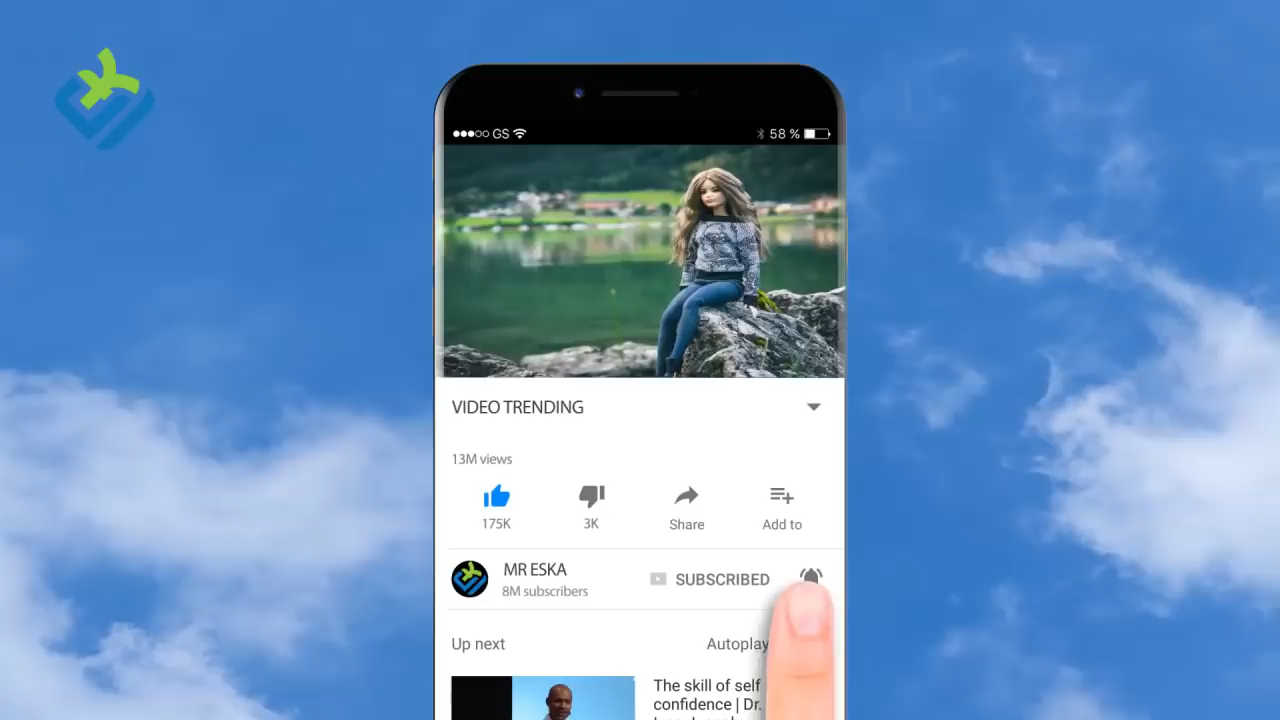 ●●●○○ GS 58 %
VIDEO TRENDING
13M views
175K 3K Share Add to
MR ESKA
8M subscribers
SUBSCRIBED
Up next Autoplay
The skill of self
confidence | Dr.